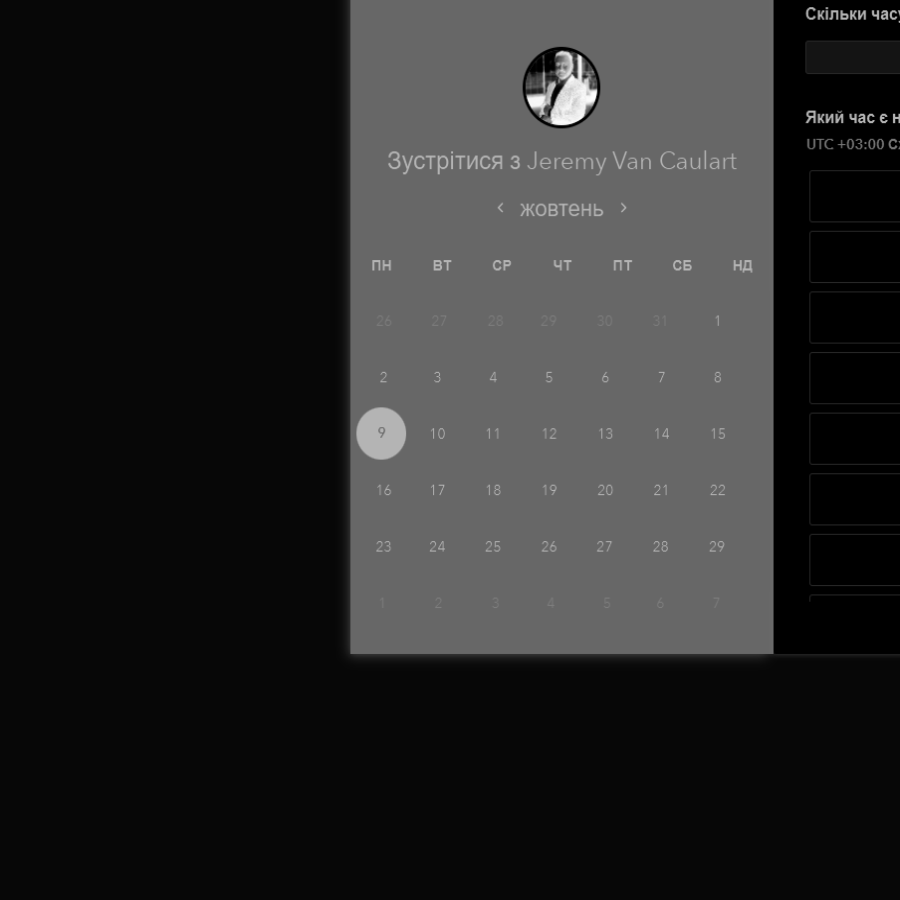 Скільки часу
Який час є н
UTC +03:00 С
Зустрітися з Jeremy Van Caulart
жовтень
ПН ВТ СР ЧТ ПТ СБ НД
26 27 28 29 30 31 1
2 3 4 5 6 7 8
9 10 11 12 13 14 15
16 17 18 19 20 21 22
23 24 25 26 27 28 29
1 2 3 4 5 6 7